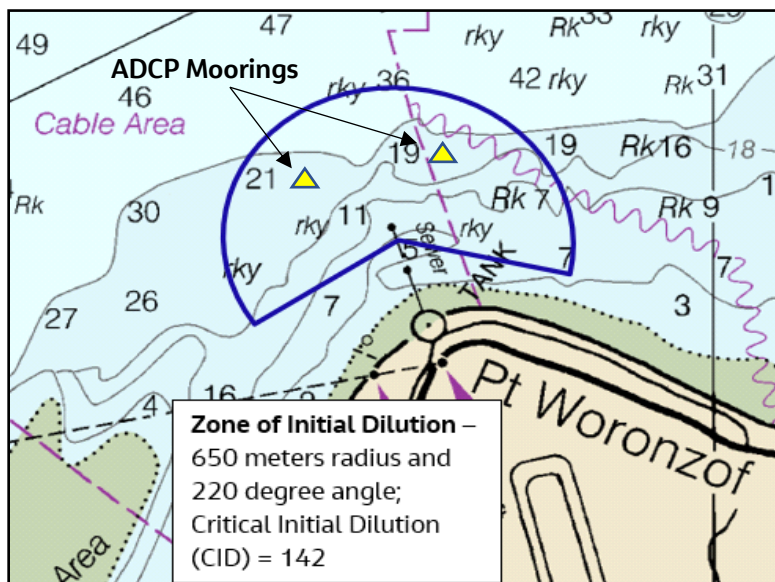 47
33
rky
Rk
rky
49
ADCP Moorings
36
rky
42 rky
Rk 31
46
Cable Area
19
19
Rk 16
18
21
Rk
30
11
Rk 7
Rk 9
rky
rky
5
Sewer
rky
7
7
TANK
26
7
3
27
4
16
Pt Woronzof
Zone of Initial Dilution –
650 meters radius and
220 degree angle;
Critical Initial Dilution
(CID) = 142
Area